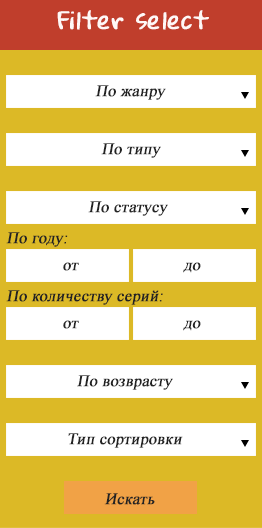 Filter select
По жанру
По типу
По статусу
По году:
от до
По количеству серий:
от до
По возврасту
Тип сортировки
Искать